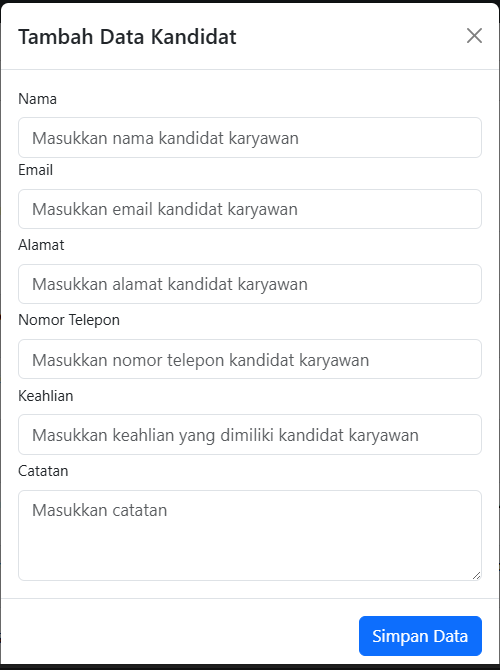 Tambah Data Kandidat
Nama
Masukkan nama kandidat karyawan
Email
Masukkan email kandidat karyawan
Alamat
Masukkan alamat kandidat karyawan
Nomor Telepon
Masukkan nomor telepon kandidat karyawan
Keahlian
Masukkan keahlian yang dimiliki kandidat karyawan
Catatan
Masukkan catatan
Simpan Data